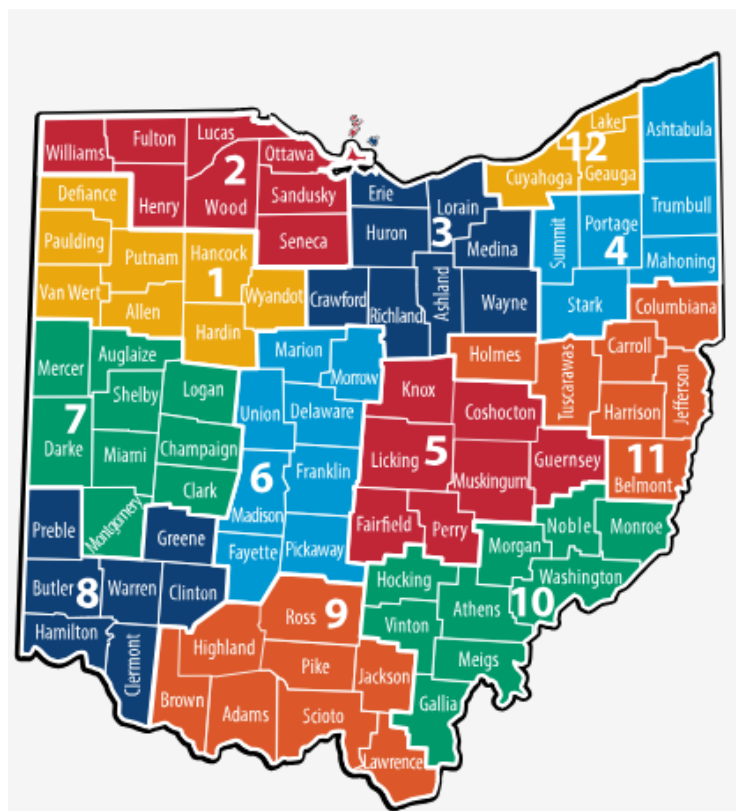 Lake
Ashtabula
12
Lucas
Fulton
Williams
Ottawa
Cuyahoga
Geauga
2
Defiance
Henry
Wood
Sandusky
Erie
Lorain
Trumbull
Portage
Summit
4
Huron
3
Medina
Seneca
Paulding
Putnam
Hancock
Mahoning
1
Van Wert
Allen
Wyandot
Crawford
Richland
Ashland
Wayne
Stark
Columbiana
Hardin
Marion
Morrow
Holmes
Tuscarawas
Carroll
Jefferson
Mercer
Auglaize
Shelby
Logan
Union
Delaware
Knox
Coshocton
Harrison
7
Darke
Miami
Champaign
Franklin
Licking
5
Muskingum
Guernsey
11
Belmont
Clark
6
Madison
Montgomery
Preble
Greene
Fayette
Pickaway
Fairfield
Perry
Morgan
Noble
Monroe
Butler
8
Warren
Clinton
Hocking
Athens
10
Washington
Ross
9
Vinton
Hamilton
Clermont
Highland
Pike
Jackson
Meigs
Brown
Adams
Scioto
Gallia
Lawrence